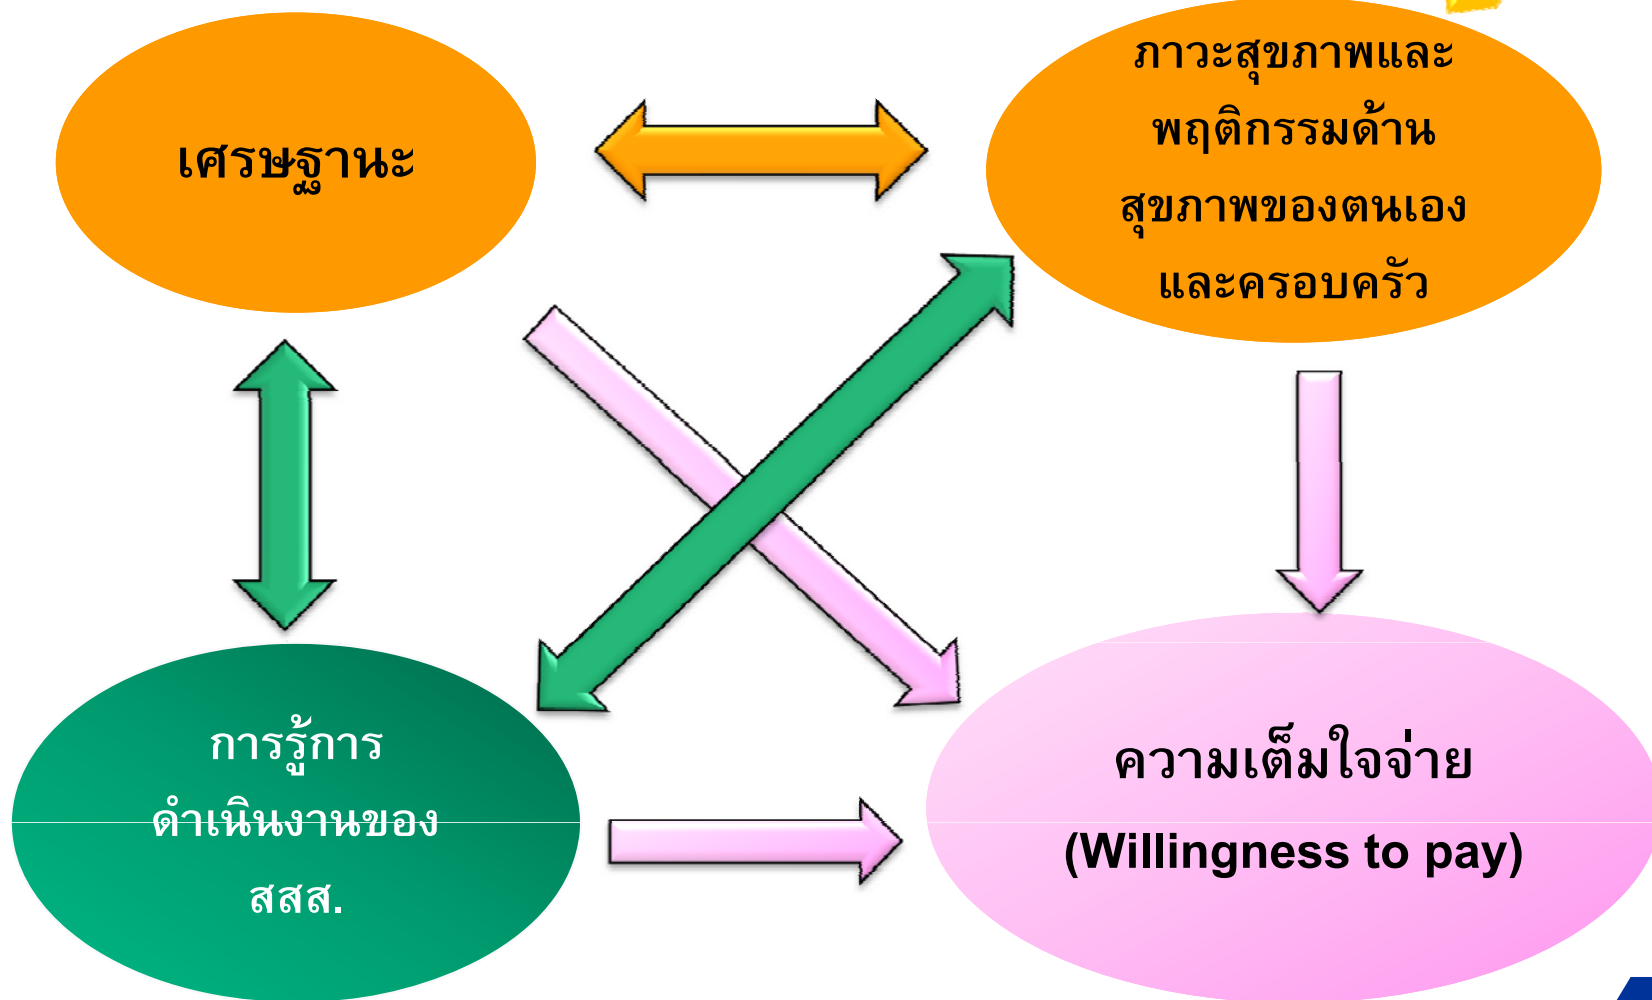 เศรษฐานะ
ภาวะสุขภาพและ
พฤติกรรมด้าน
สุขภาพของตนเอง
และครอบครัว
การรู้การ
ดำเนินงานของ
สสส.
ความเต็มใจจ่าย
(Willingness to pay)